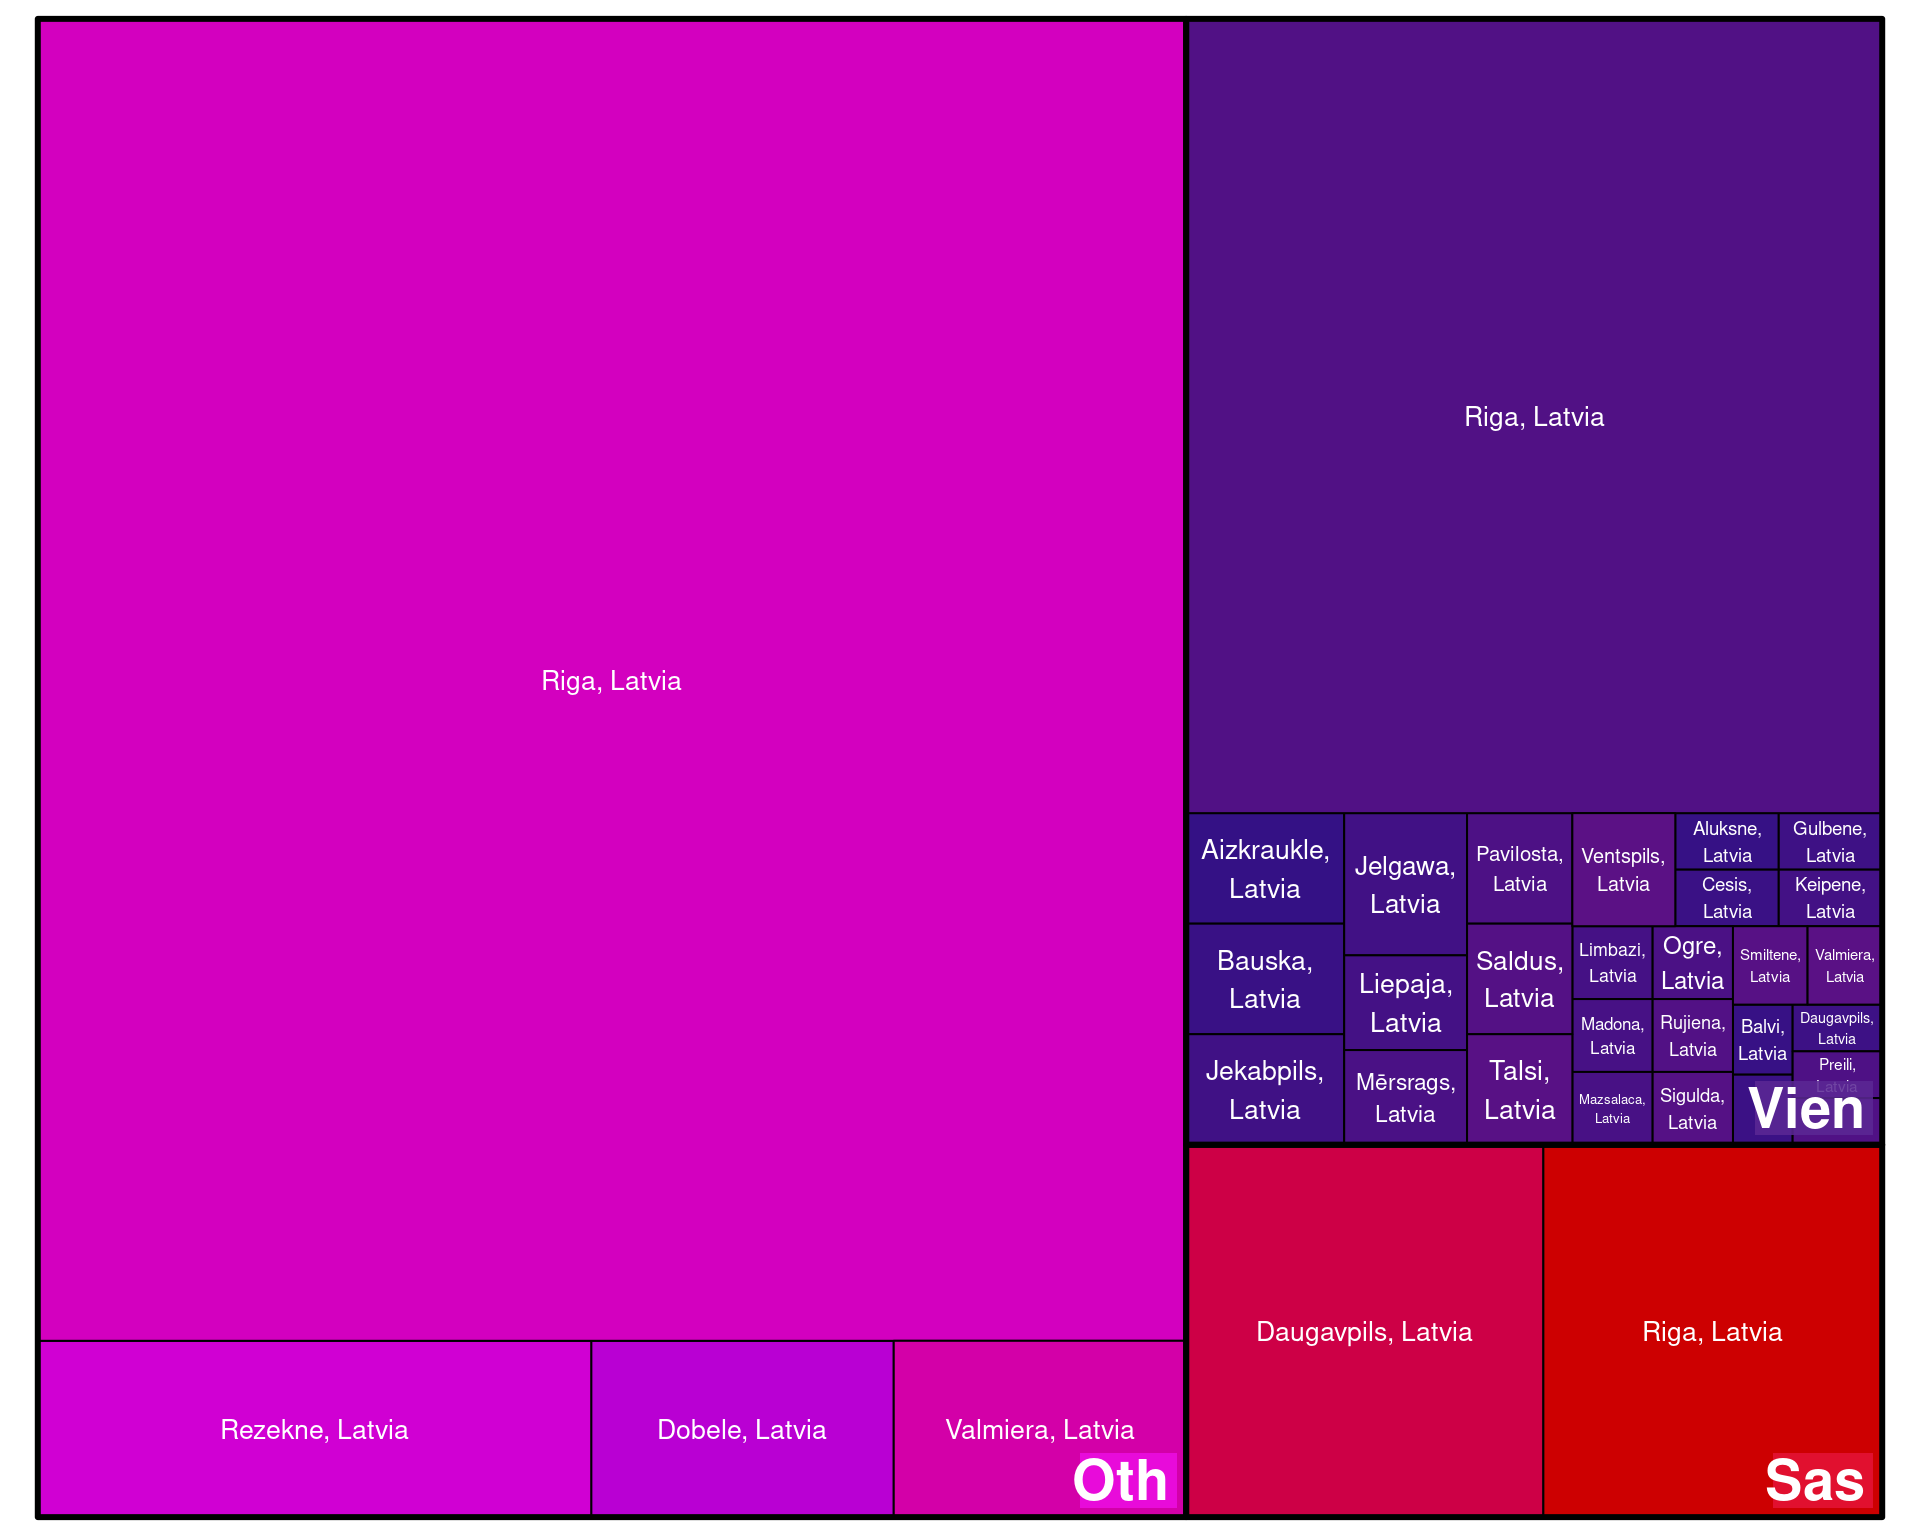 Riga, Latvia
Rezekne, Latvia
Dobele, Latvia
Valmiera, Latvia
Oth
Riga, Latvia
Aizkraukle,
Latvia
Bauska,
Latvia
Jekabpils,
Latvia
Jelgawa,
Latvia
Liepaja,
Latvia
Mērsrags,
Latvia
Pavilosta,
Latvia
Saldus,
Latvia
Talsi,
Latvia
Ventspils,
Latvia
Aluksne,
Latvia
Gulbene,
Latvia
Cesis,
Latvia
Keipene,
Latvia
Limbazi,
Latvia
Madona,
Latvia
Mazsalaca,
Latvia
Ogre,
Latvia
Rujiena,
Latvia
Sigulda,
Latvia
Smiltene,
Latvia
Valmiera,
Latvia
Balvi,
Latvia
Daugavpils,
Latvia
Preili,
Latvia
Vien
Daugavpils, Latvia
Riga, Latvia
Sas